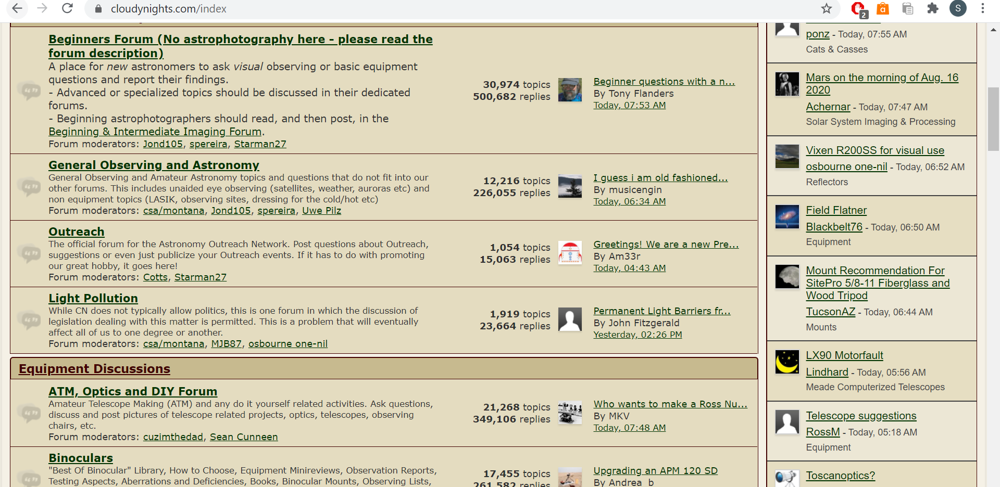 cloudynights.com/index
2
S
Beginners Forum (No astrophotography here - please read the
forum description)
A place for new astronomers to ask visual observing or basic equipment
questions and report their findings.
- Advanced or specialized topics should be discussed in their dedicated
forums.
- Beginning astrophotographers should read, and then post, in the
Beginning & Intermediate Imaging Forum.
Forum moderators: Jond105, spereira, Starman27
30,974 topics
500,682 replies
Beginner questions with a n...
By Tony Flanders
Today, 07:53 AM
General Observing and Astronomy
General Observing and Amateur Astronomy topics and questions that do not fit into our
other forums. This includes unaided eye observing (satellites, weather, auroras etc) and
non equipment topics (LASIK, observing sites, dressing for the cold/hot etc)
Forum moderators: csa/montana, Jond105, spereira, Uwe Pilz
12,216 topics
226,055 replies
I guess i am old fashioned...
By musicengin
Today, 06:34 AM
Outreach
The official forum for the Astronomy Outreach Network. Post questions about Outreach,
suggestions or even just publicize your Outreach events. If it has to do with promoting
our great hobby, it goes here!
Forum moderators: Cotts, Starman27
1,054 topics
15,063 replies
Greetings! We are a new Pre...
By Am33r
Today, 04:43 AM
Light Pollution
While CN does not typically allow politics, this is one forum in which the discussion of
legislation dealing with this matter is permitted. This is a problem that will eventually
affect all of us to one degree or another.
Forum moderators: csa/montana, MJB87, osbourne one-nil
1,919 topics
23,664 replies
Permanent Light Barriers fr...
By John Fitzgerald
Yesterday, 02:26 PM
Equipment Discussions
ATM, Optics and DIY Forum
Amateur Telescope Making (ATM) and any do it yourself related activities. Ask questions,
discuss and post pictures of telescope related projects, optics, telescopes, observing
chairs, etc.
Forum moderators: cuzimthedad, Sean Cunneen
21,268 topics
349,106 replies
Who wants to make a Ross Nu...
By MKV
Today, 07:48 AM
Binoculars
"Best Of Binocular" Library, How to Choose, Equipment Minireviews, Observation Reports,
Testing Aspects, Aberrations and Deficiencies, Books, Binocular Mounts, Observing Lists,
17,455 topics
261,582 replies
Upgrading an APM 120 SD
By Andrea_b
ponz - Today, 07:55 AM
Cats & Casses
Mars on the morning of Aug. 16
2020
Achernar - Today, 07:47 AM
Solar System Imaging & Processing
Vixen R200SS for visual use
osbourne one-nil - Today, 06:52 AM
Reflectors
Field Flatner
Blackbelt76 - Today, 06:50 AM
Equipment
Mount Recommendation For
SitePro 5/8-11 Fiberglass and
Wood Tripod
TucsonAZ - Today, 06:44 AM
Mounts
LX90 Motorfault
Lindhard - Today, 05:56 AM
Meade Computerized Telescopes
Telescope suggestions
RossM - Today, 05:18 AM
Equipment
Toscanoptics?